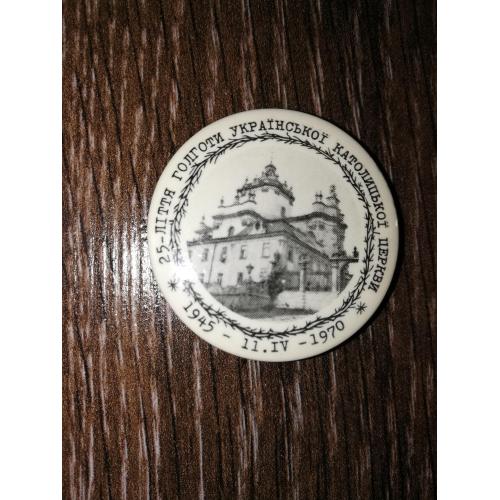 25-ЛІТТЯ ГОЛГОТИ УКРАЇНСЬКОЇ КАТОЛИЦЬКОЇ ЦЕРКВИ
* 1945 - 11.IV - 1970 *